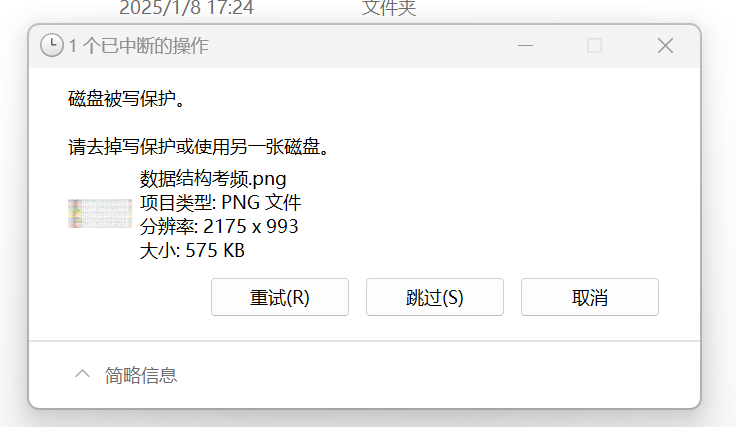 2025/1/8 17:24 文件夹
1 个已中断的操作
磁盘被写保护。
请去掉写保护或使用另一张磁盘。
数据结构考频.png
项目类型: PNG 文件
分辨率: 2175 x 993
大小: 575 KB
重试(R) 跳过(S) 取消
简略信息